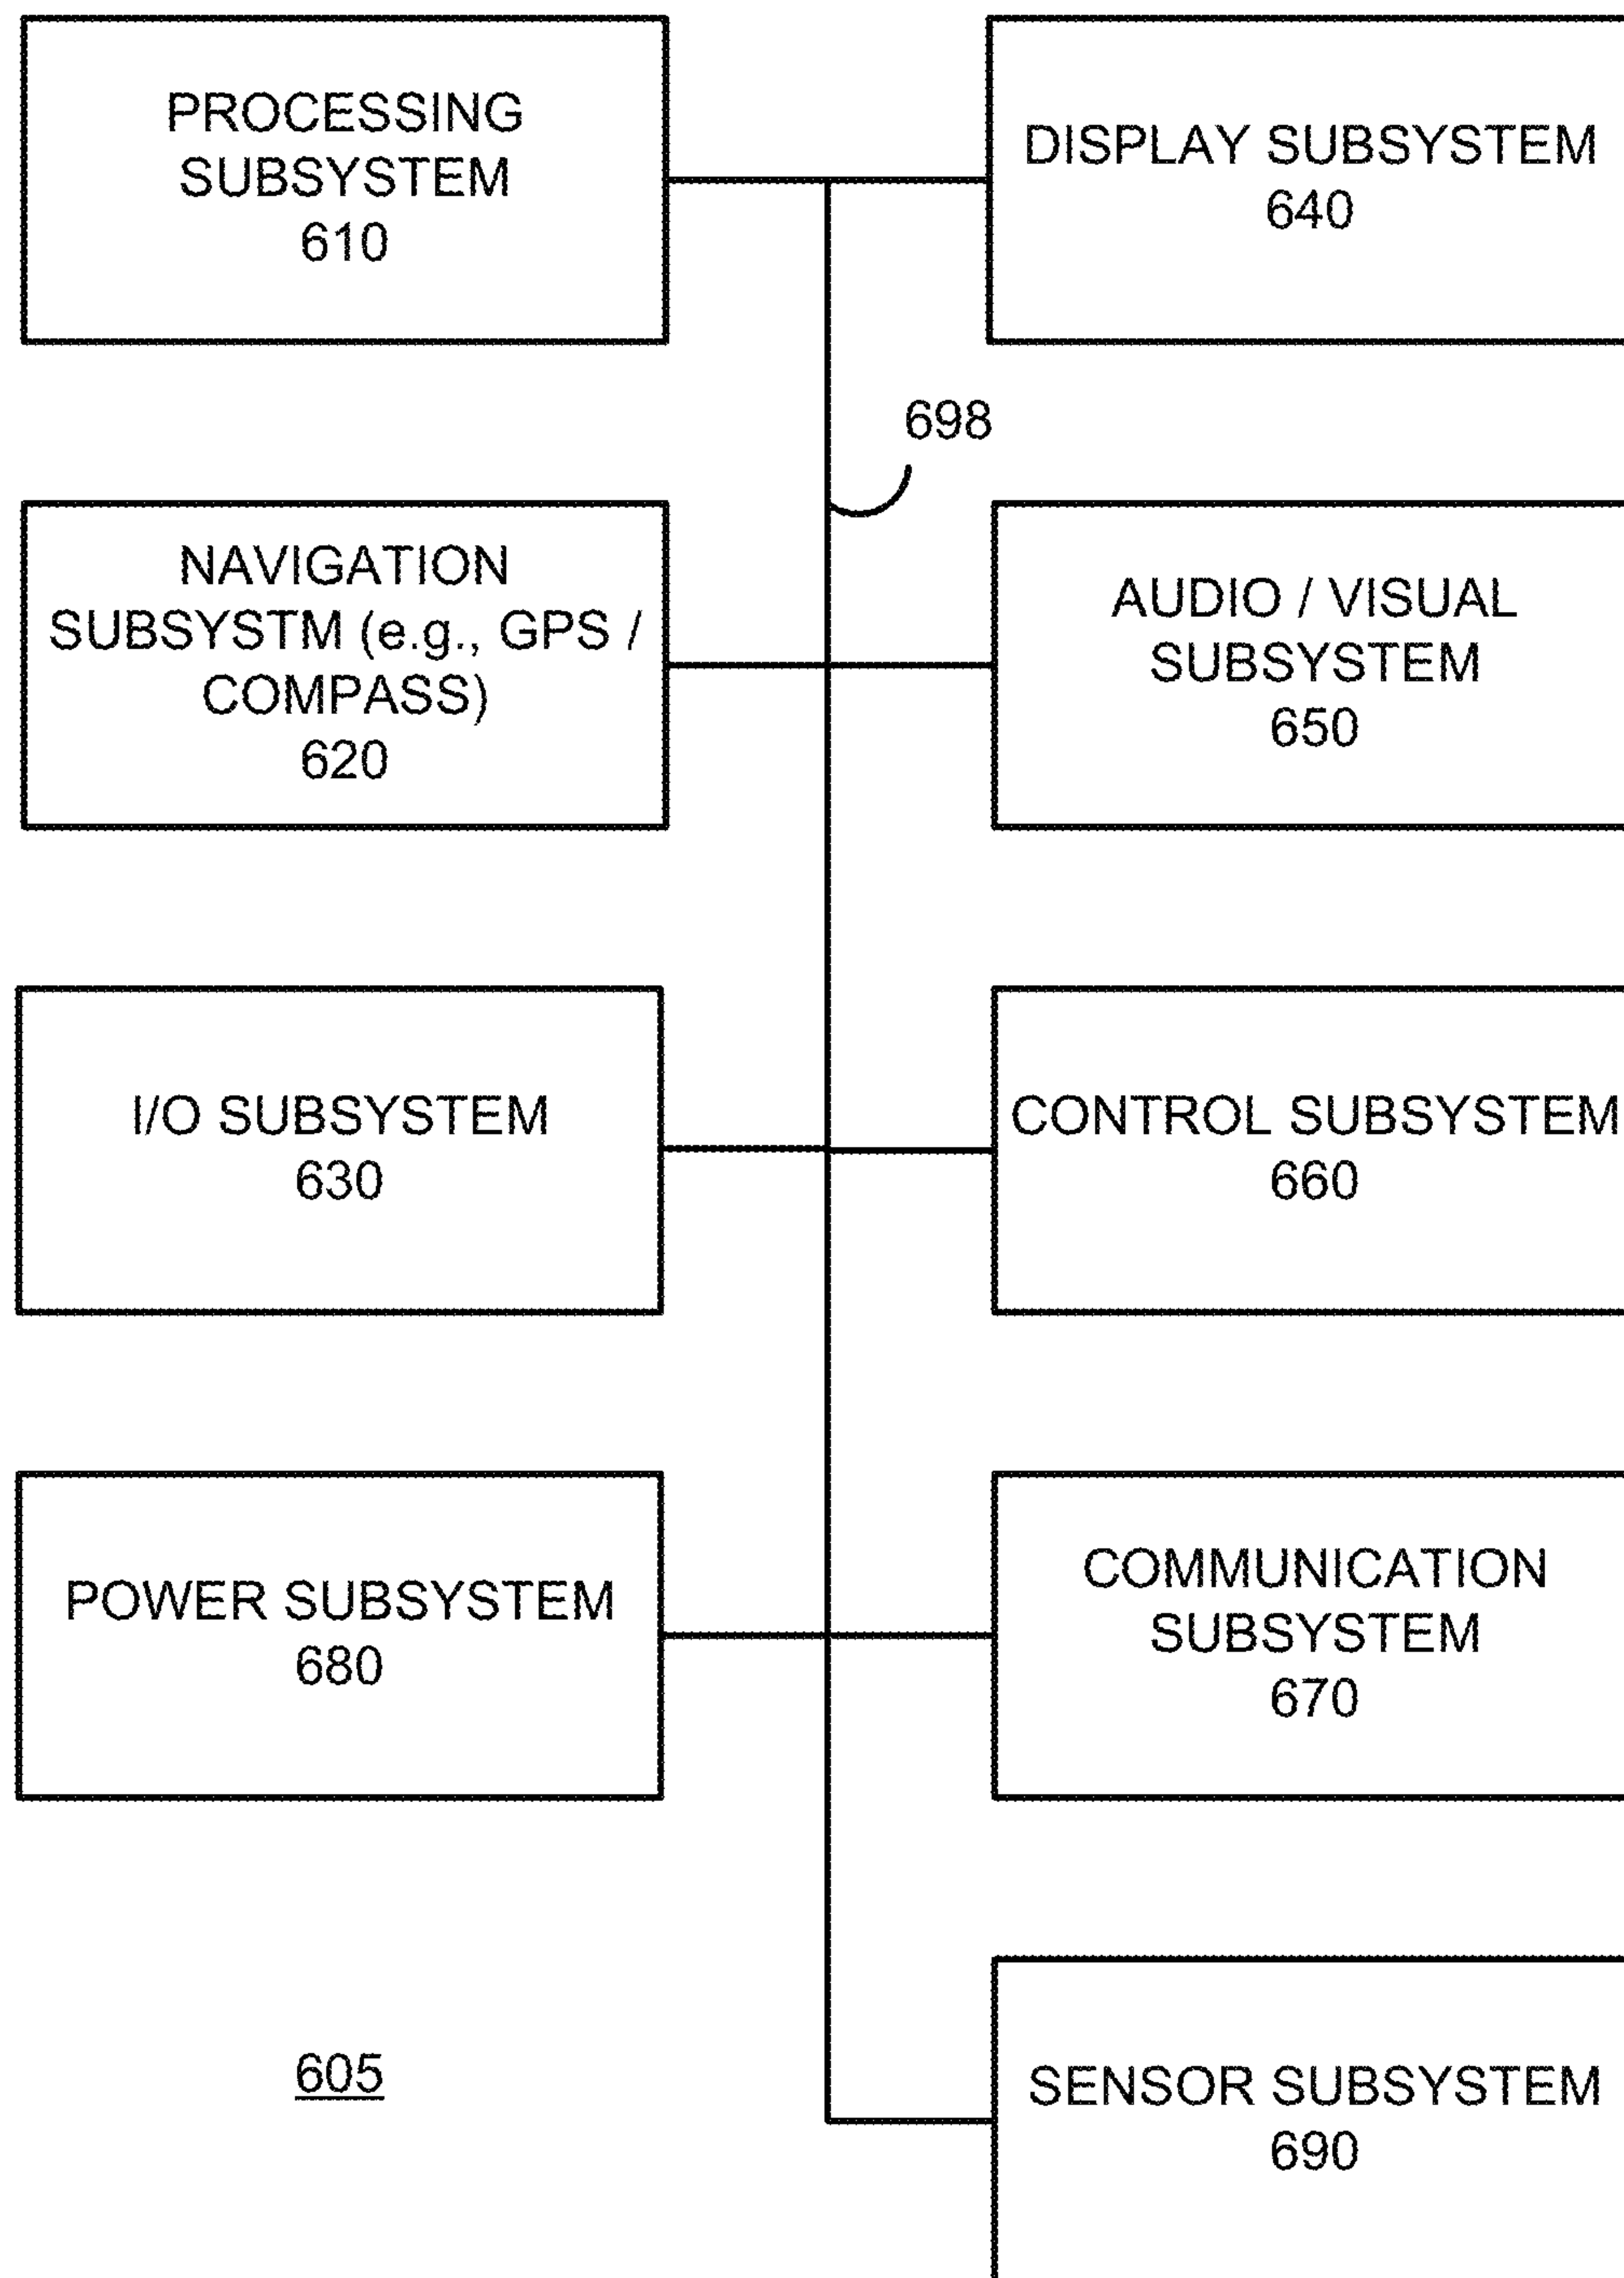 PROCESSING
SUBSYSTEM
610
DISPLAY SUBSYSTEM
640
698
NAVIGATION
SUBSYSTM (e.g., GPS /
COMPASS)
620
AUDIO / VISUAL
SUBSYSTEM
650
I/O SUBSYSTEM
630
CONTROL SUBSYSTEM
660
POWER SUBSYSTEM
680
COMMUNICATION
SUBSYSTEM
670
605
SENSOR SUBSYSTEM
690